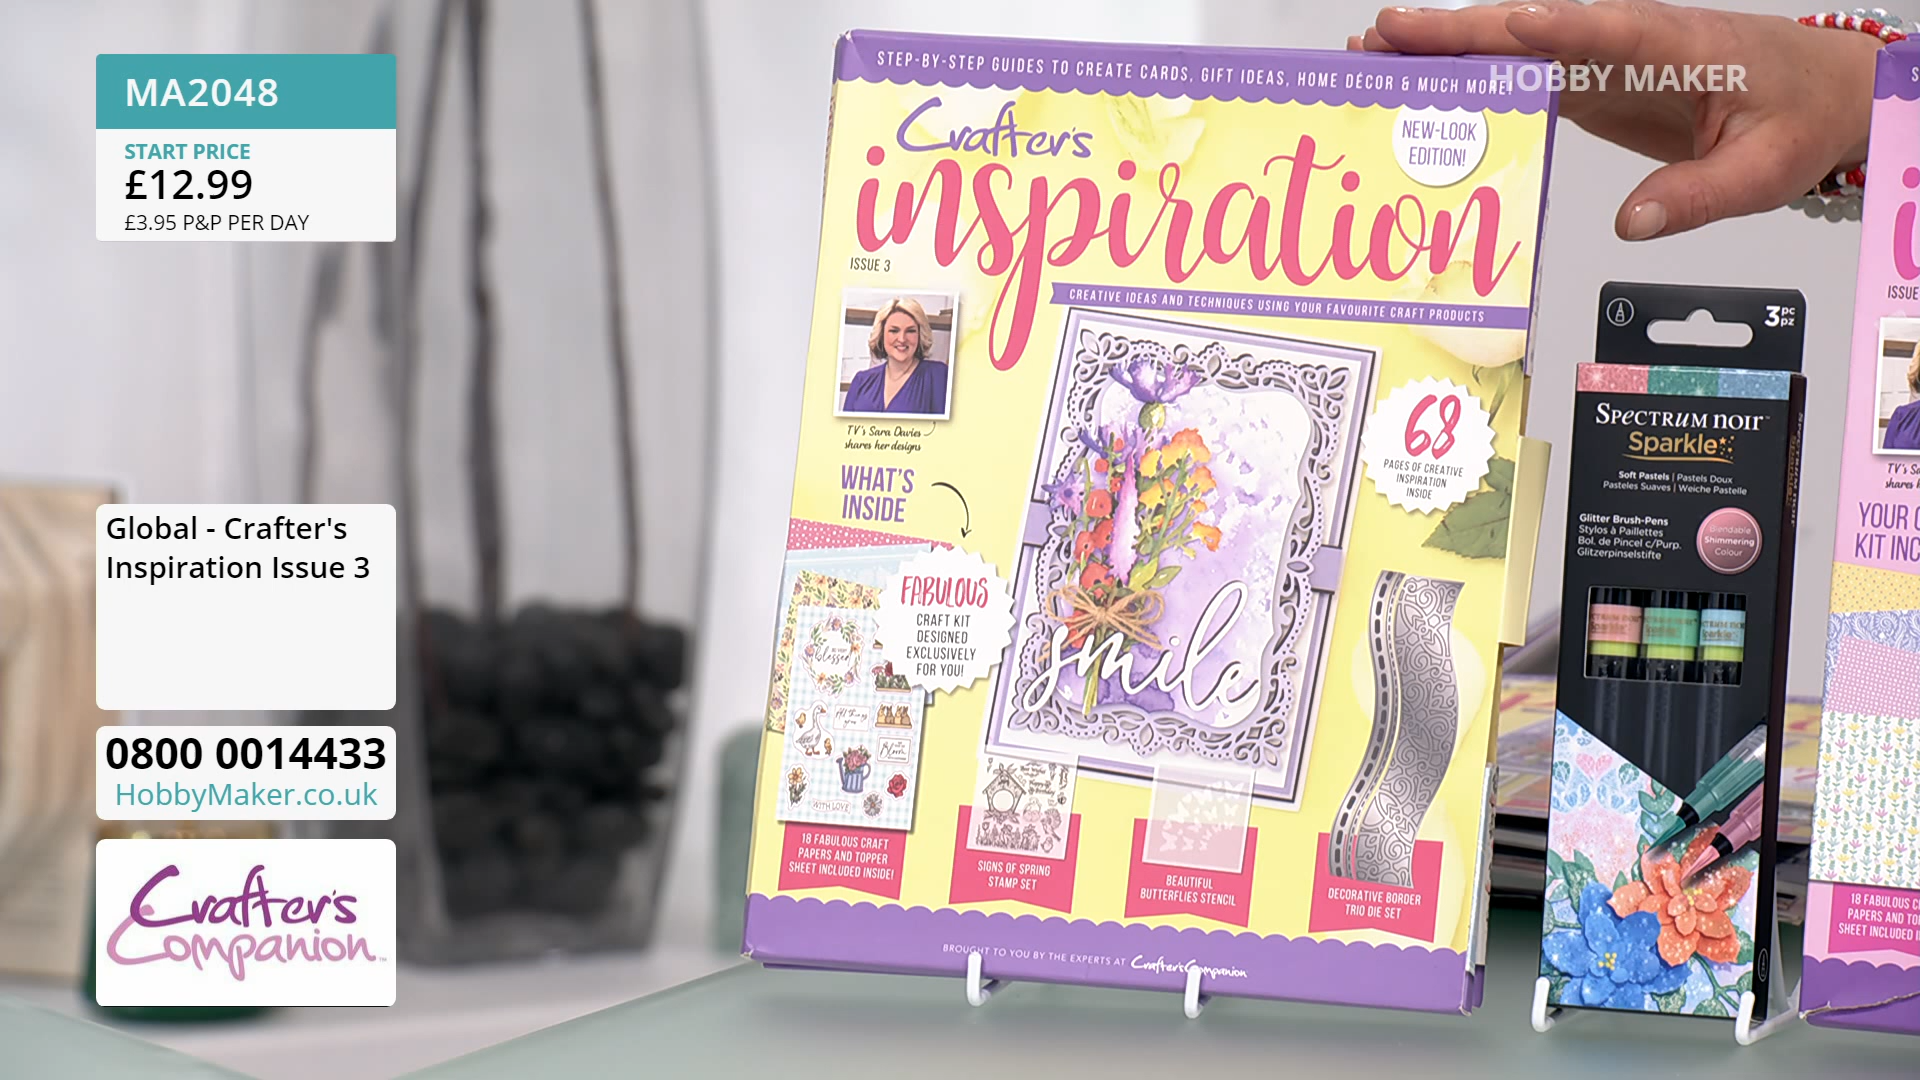 MA2048
START PRICE
£12.99
£3.95 P&P PER DAY
Global - Crafter's
Inspiration Issue 3
0800 0014433
HobbyMaker.co.uk
Crafter's
Companion
HOBBY MAKER
STEP-BY-STEP GUIDES TO CREATE CARDS, GIFT IDEAS, HOME DÉCOR & MUCH MORE!
Crafter's
inspiration
NEW-LOOK
EDITION!
ISSUE 3
CREATIVE IDEAS AND TECHNIQUES USING YOUR FAVOURITE CRAFT PRODUCTS
TV's Sara Davies
shares her designs
68
PAGES OF CREATIVE
INSPIRATION
INSIDE
WHAT'S
INSIDE
FABULOUS
CRAFT KIT
DESIGNED
EXCLUSIVELY
FOR YOU!
blessed
WITH LOVE
smile
18 FABULOUS CRAFT
PAPERS AND TOPPER
SHEET INCLUDED INSIDE!
SIGNS OF SPRING
STAMP SET
BEAUTIFUL
BUTTERFLIES STENCIL
DECORATIVE BORDER
TRIO DIE SET
BROUGHT TO YOU BY THE EXPERTS AT Crafter's Companion
3 pc
pz
SPECTRUM NOIR™
Sparkle
Soft Pastels | Pastels Doux
Pasteles Suaves | Weiche Pastelle
Glitter Brush-Pens
Stylos à Paillettes
Bol. de Pincel c/Purp.
Glitzerpinselstifte
Blendable
Shimmering
Colour
ISSUE
TV's Sa
shares h
YOUR C
KIT INC
18 FABULOUS C
PAPERS AND TO
SHEET INCLUDED I